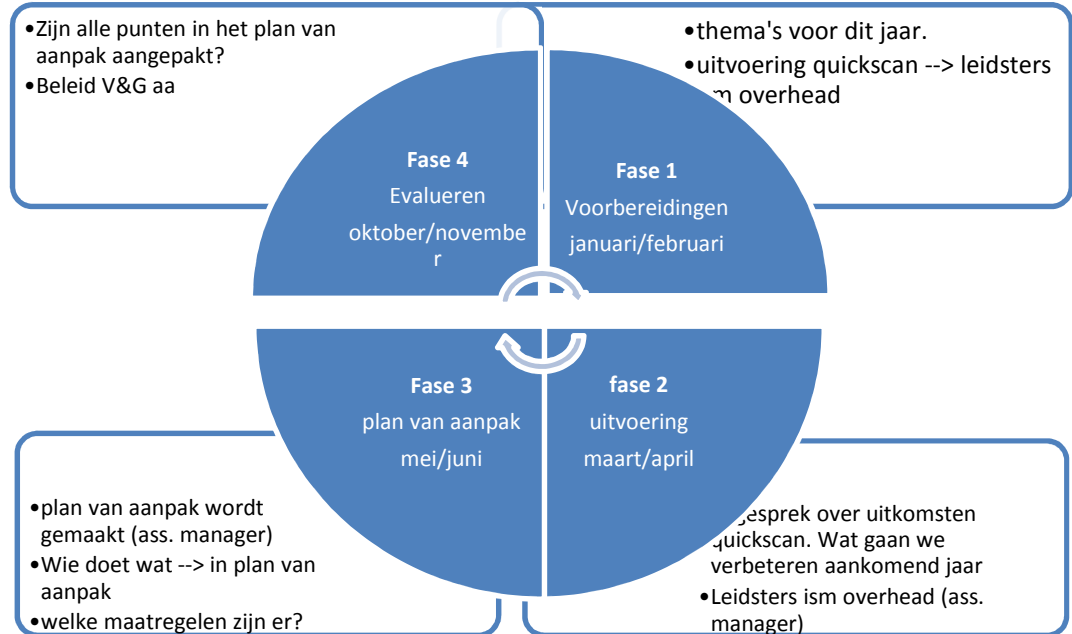 •Zijn alle punten in het plan van
aanpak aangepakt?
•Beleid V&G aa
•thema's voor dit jaar.
•uitvoering quickscan --> leidsters
overhead
Fase 4
Evalueren
oktober/novembe
r
Fase 1
Voorbereidingen
januari/februari
Fase 3
plan van aanpak
mei/juni
fase 2
uitvoering
maart/april
•plan van aanpak wordt
gemaakt (ass. manager)
•Wie doet wat --> in plan van
aanpak
•welke maatregelen zijn er?
gesprek over uitkomsten
quickscan. Wat gaan we
verbeteren aankomend jaar
•Leidsters ism overhead (ass.
manager)